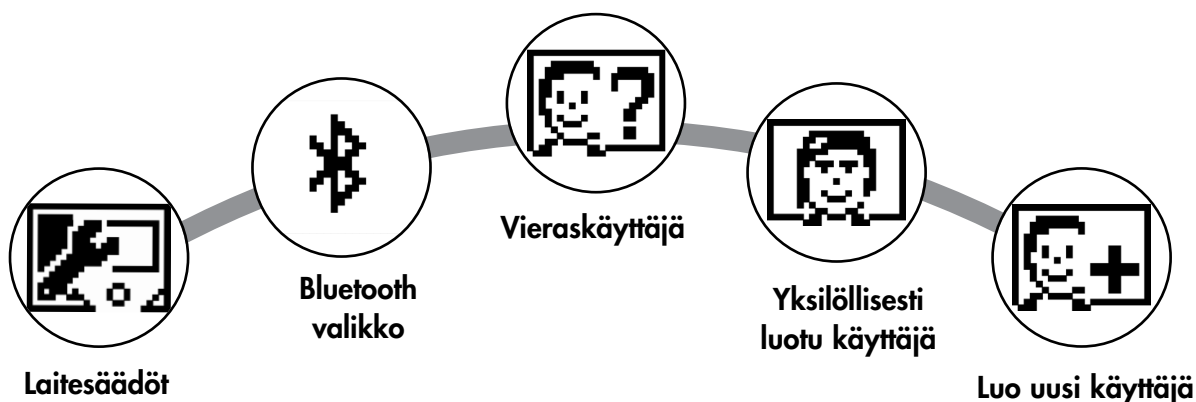 Laitesäädöt
Bluetooth
valikko
Vieraskäyttäjä
Yksilöllisesti
luotu käyttäjä
Luo uusi käyttäjä